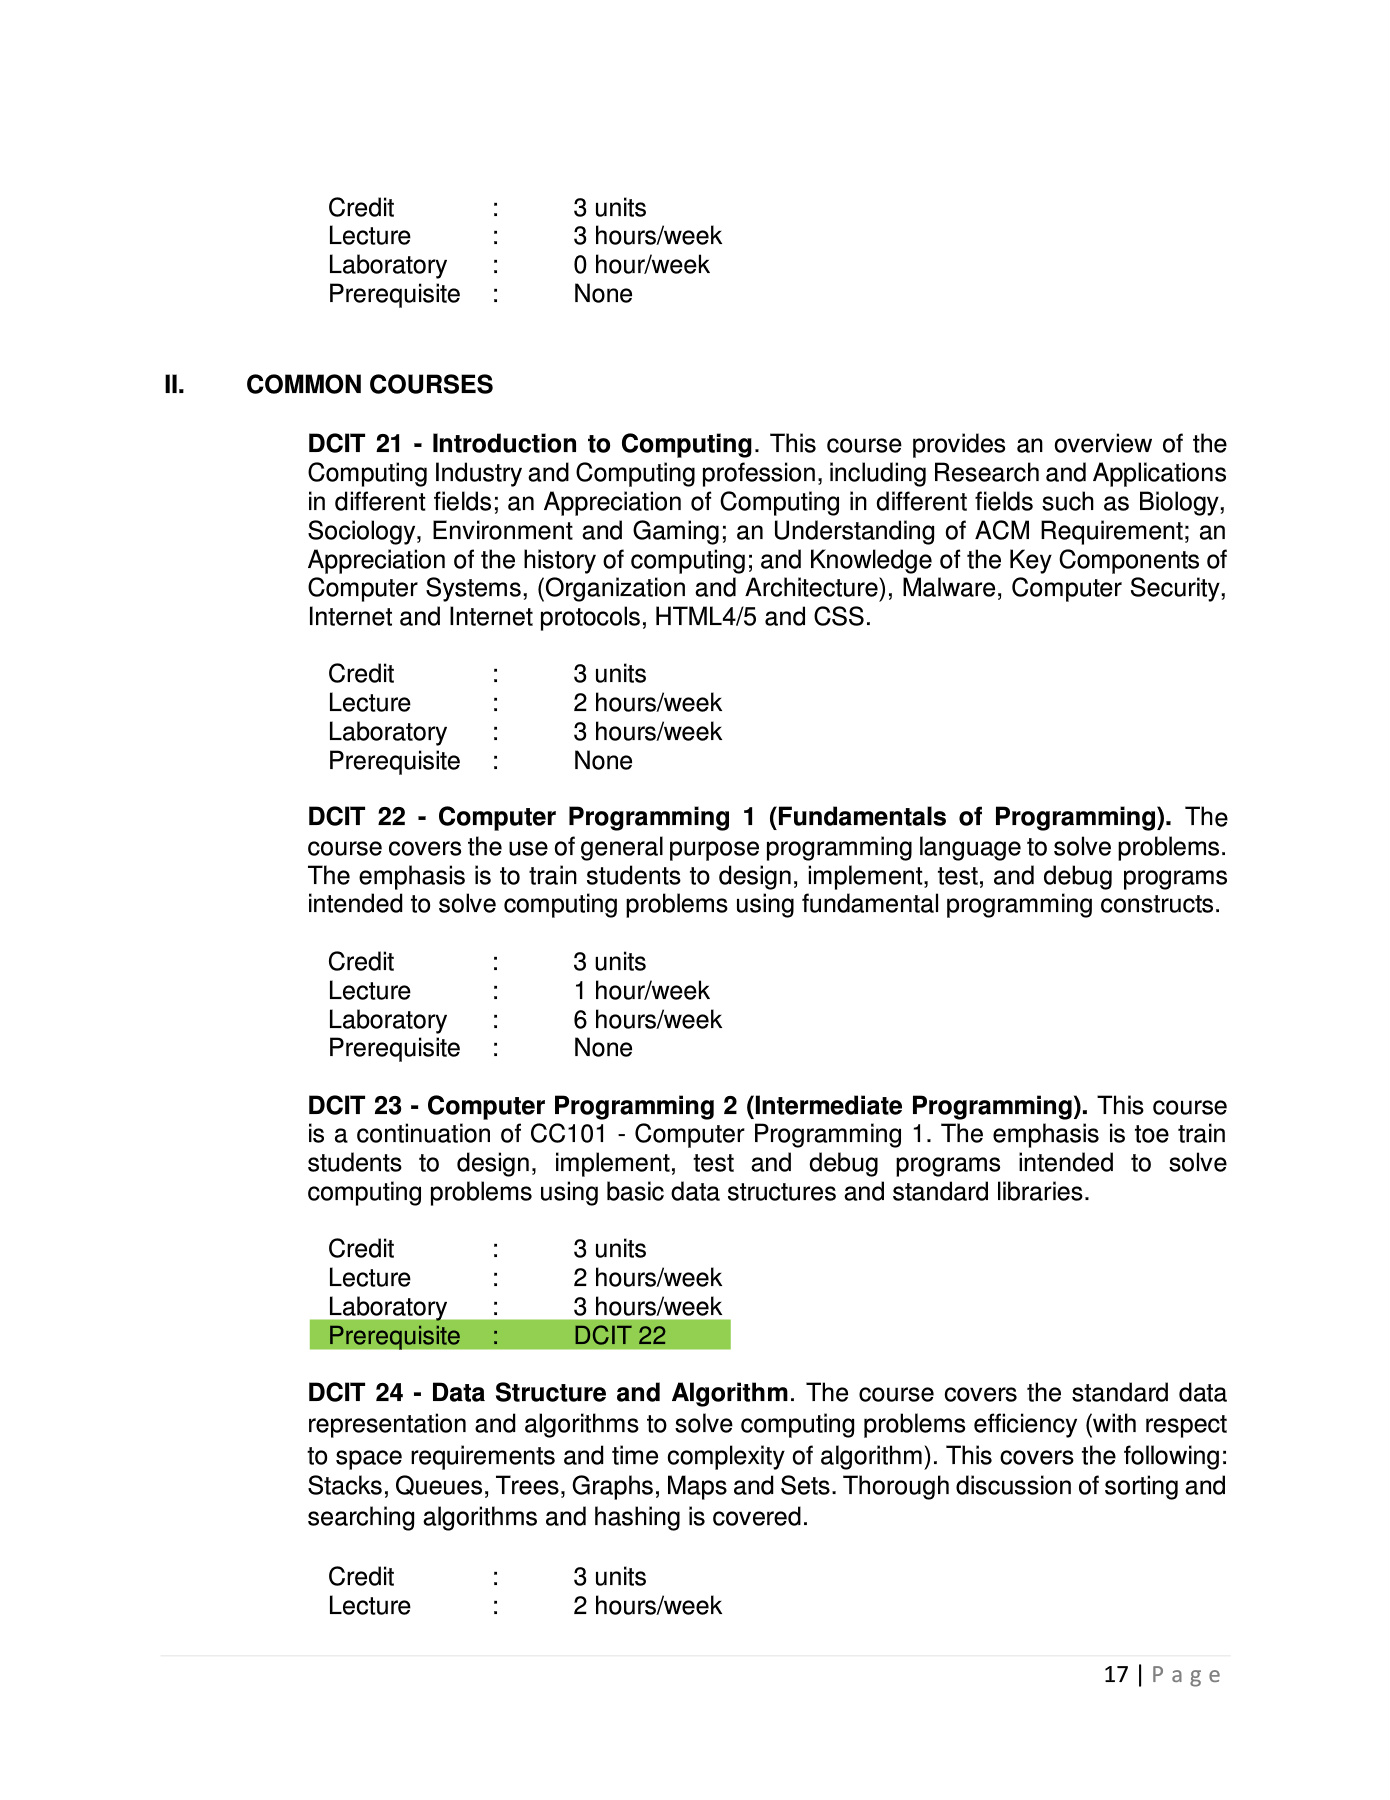 Credit : 3 units
Lecture : 3 hours/week
Laboratory : 0 hour/week
Prerequisite : None
II. COMMON COURSES
DCIT 21 - Introduction to Computing. This course provides an overview of the
Computing Industry and Computing profession, including Research and Applications
in different fields; an Appreciation of Computing in different fields such as Biology,
Sociology, Environment and Gaming; an Understanding of ACM Requirement; an
Appreciation of the history of computing; and Knowledge of the Key Components of
Computer Systems, (Organization and Architecture), Malware, Computer Security,
Internet and Internet protocols, HTML4/5 and CSS.
Credit : 3 units
Lecture : 2 hours/week
Laboratory : 3 hours/week
Prerequisite : None
DCIT 22 - Computer Programming 1 (Fundamentals of Programming). The
course covers the use of general purpose programming language to solve problems.
The emphasis is to train students to design, implement, test, and debug programs
intended to solve computing problems using fundamental programming constructs.
Credit : 3 units
Lecture : 1 hour/week
Laboratory : 6 hours/week
Prerequisite : None
DCIT 23 - Computer Programming 2 (Intermediate Programming). This course
is a continuation of CC101 - Computer Programming 1. The emphasis is toe train
students to design, implement, test and debug programs intended to solve
computing problems using basic data structures and standard libraries.
Credit : 3 units
Lecture : 2 hours/week
Laboratory : 3 hours/week
Prerequisite : DCIT 22
DCIT 24 - Data Structure and Algorithm. The course covers the standard data
representation and algorithms to solve computing problems efficiency (with respect
to space requirements and time complexity of algorithm). This covers the following:
Stacks, Queues, Trees, Graphs, Maps and Sets. Thorough discussion of sorting and
searching algorithms and hashing is covered.
Credit : 3 units
Lecture : 2 hours/week
17 | Page